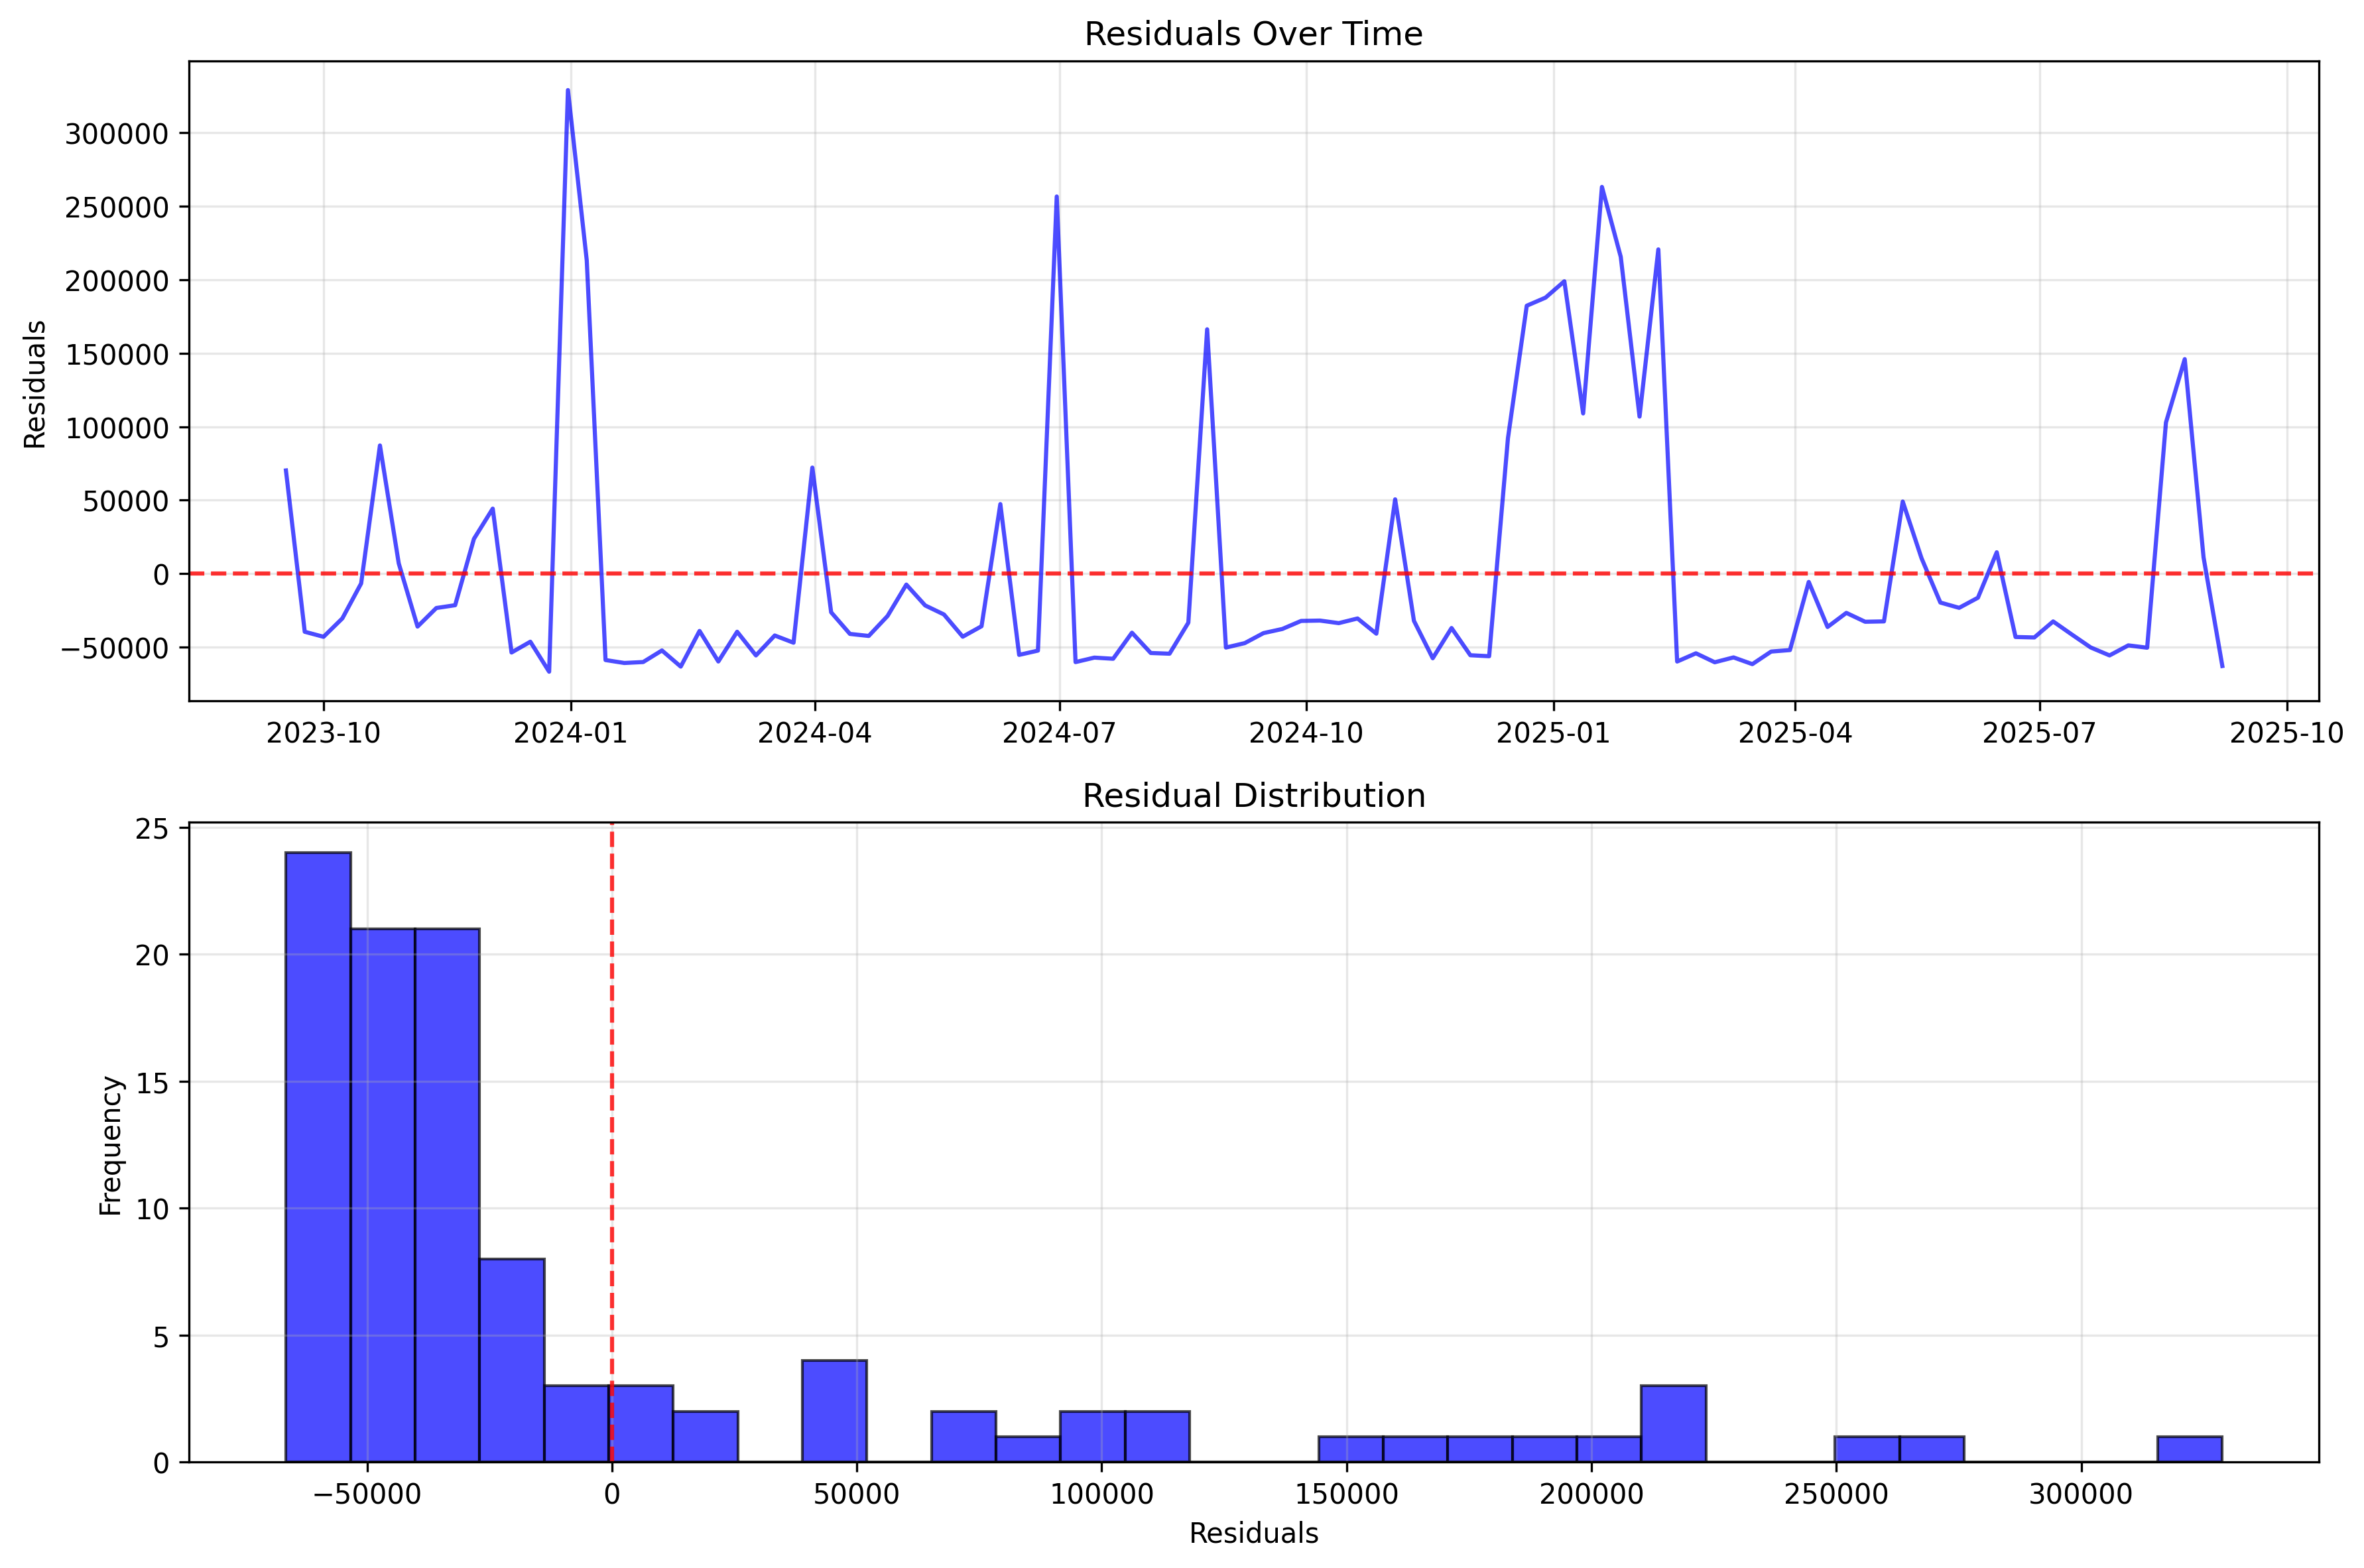 Residuals Over Time
Residuals
300000
250000
200000
150000
100000
50000
0
−50000
2023-10 2024-01 2024-04 2024-07 2024-10 2025-01 2025-04 2025-07 2025-10
Residual Distribution
Frequency
25
20
15
10
5
0
−50000 0 50000 100000 150000 200000 250000 300000
Residuals